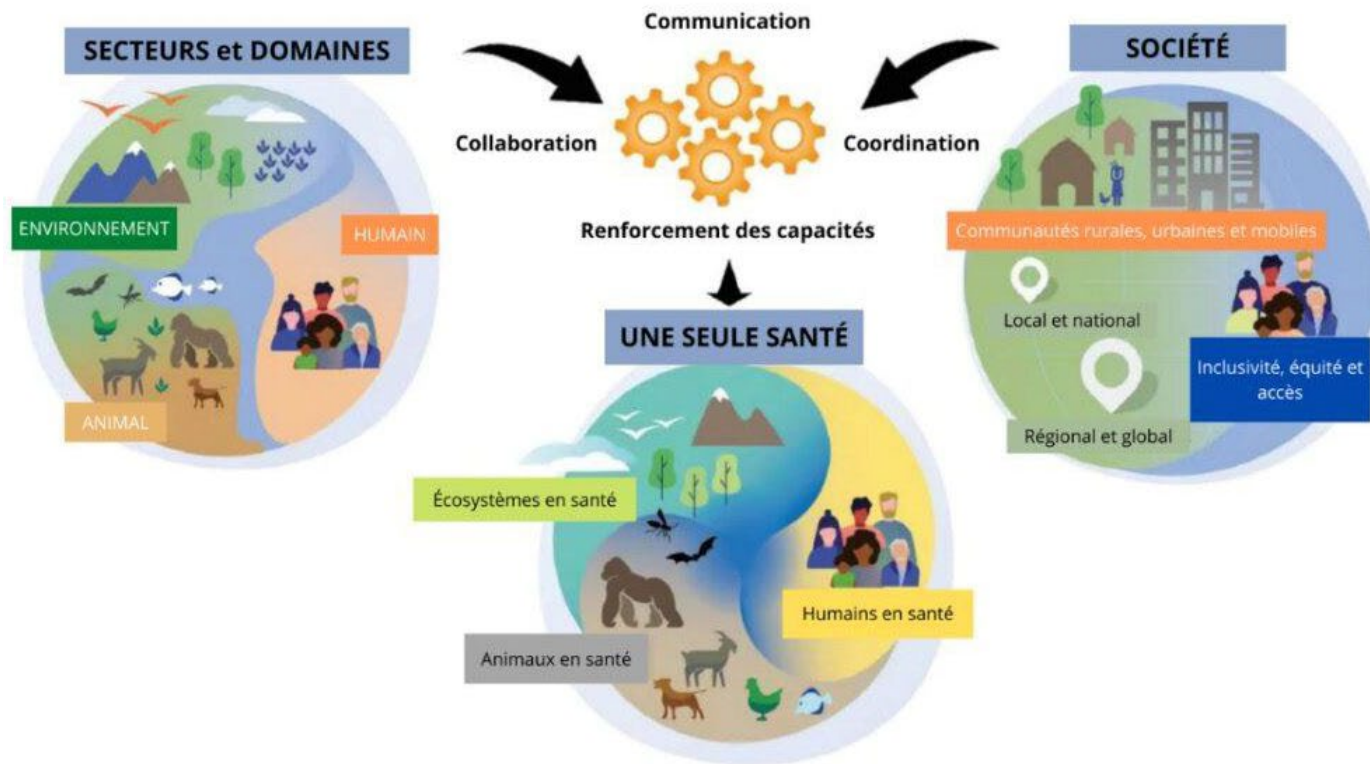 SECTEURS et DOMAINES
ENVIRONNEMENT
HUMAIN
ANIMAL
Communication
Collaboration
Coordination
Renforcement des capacités
SOCIÉTÉ
Communautés rurales, urbaines et mobiles
Local et national
Inclusivité, équité et
accès
Régional et global
UNE SEULE SANTÉ
Écosystèmes en santé
Humains en santé
Animaux en santé